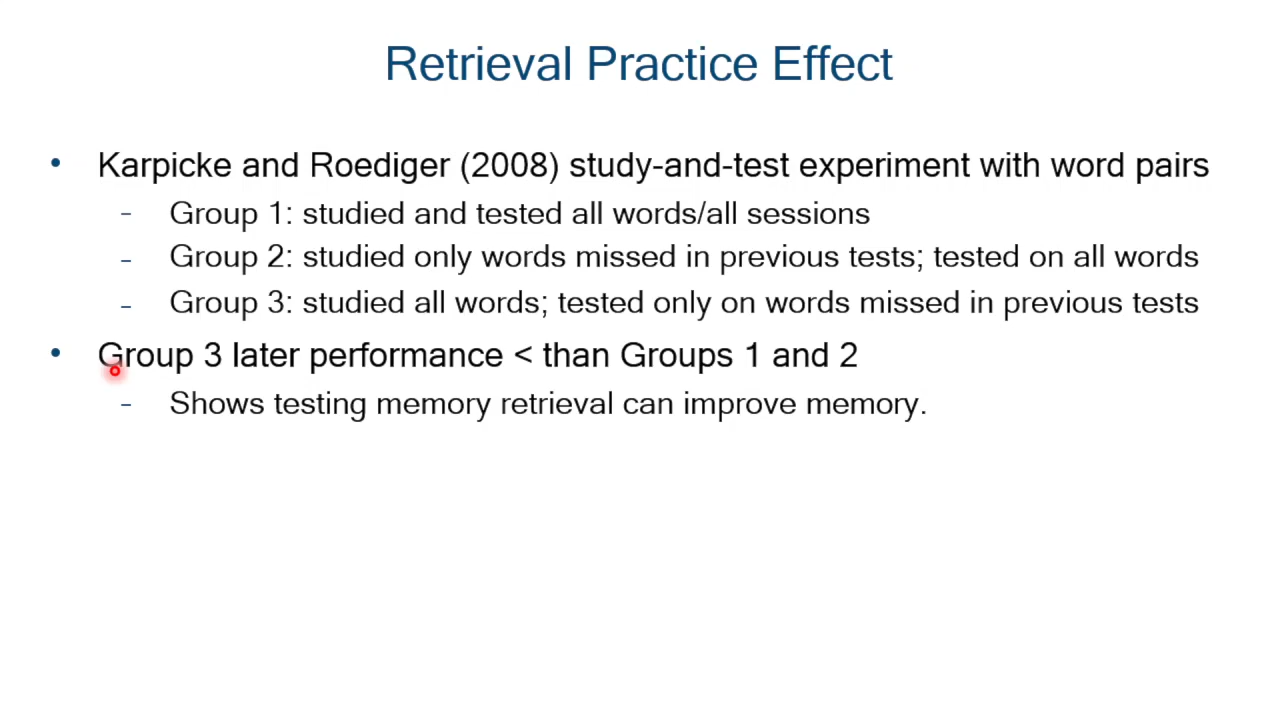 Retrieval Practice Effect
• Karpicke and Roediger (2008) study-and-test experiment with word pairs
- Group 1: studied and tested all words/all sessions
- Group 2: studied only words missed in previous tests; tested on all words
- Group 3: studied all words; tested only on words missed in previous tests
• Group 3 later performance < than Groups 1 and 2
- Shows testing memory retrieval can improve memory.